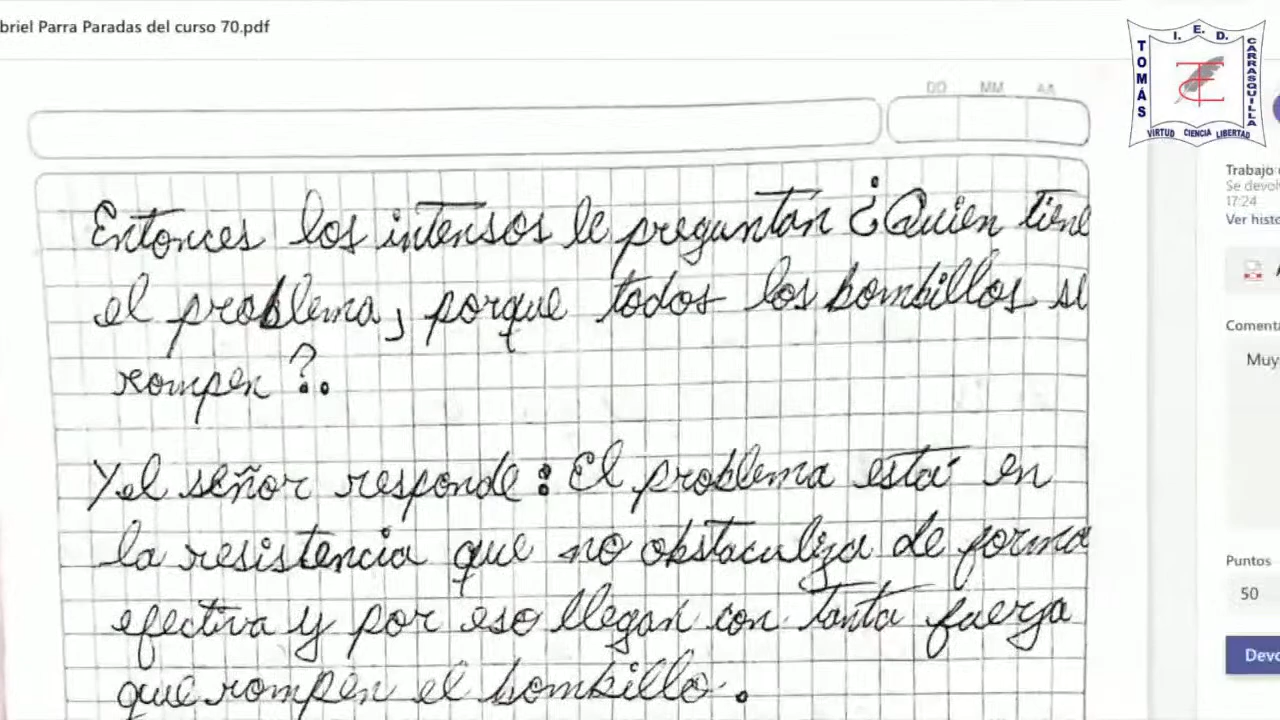 briel Parra Paradas del curso 70.pdf
I. E. D.
TOMÁS
CARRASQUILLA
TC
VIRTUD CIENCIA LIBERTAD
DD MM AA
Entonces los intensos le preguntan ¿Quien tiene
el problema, porque todos los bombillos se
rompen?.
Y el señor responde: El problema está en
la resistencia que no obstaculiza de forma
efectiva y por eso llegan con tanta fuerza
que rompen el bombillo.
Trabajo
Se devol
17:24
Ver histo
Comenta
Muy
Puntos
50
Devo